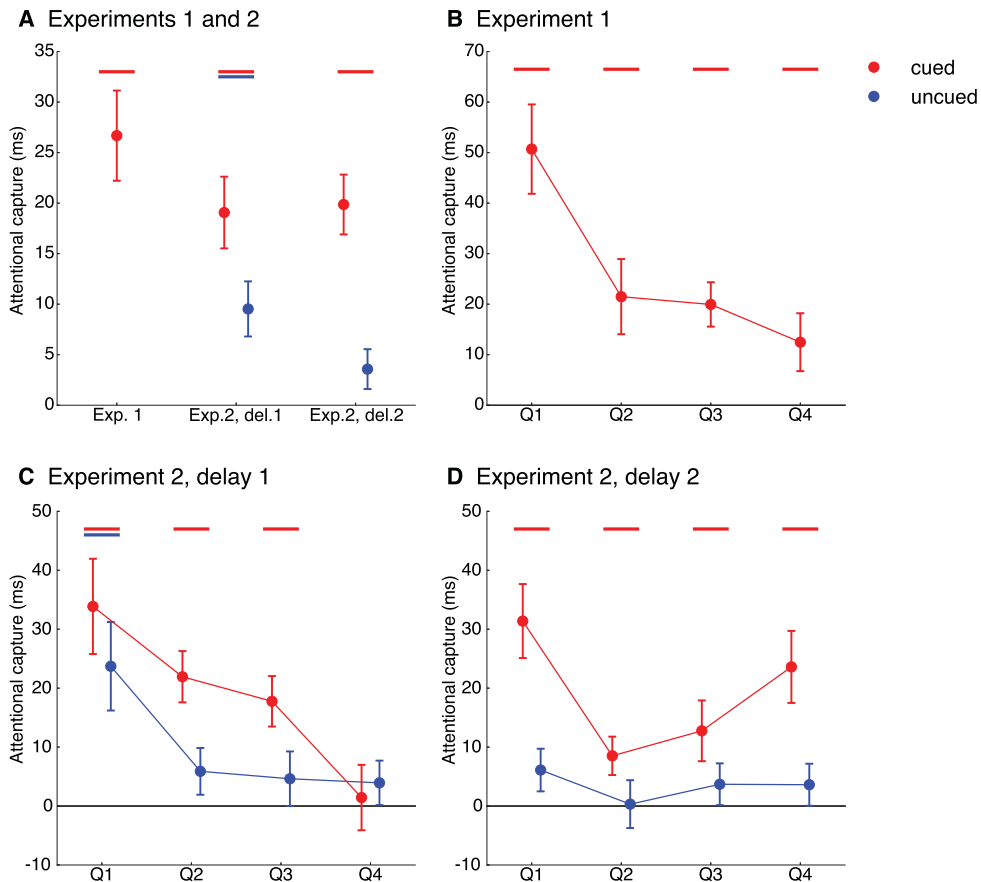 A Experiments 1 and 2
Attentional capture (ms)
35
30
25
20
15
10
5
0
Exp. 1 Exp.2, del.1 Exp.2, del.2
B Experiment 1
Attentional capture (ms)
70
60
50
40
30
20
10
0
Q1 Q2 Q3 Q4
cued
uncued
C Experiment 2, delay 1
Attentional capture (ms)
50
40
30
20
10
0
-10
Q1 Q2 Q3 Q4
D Experiment 2, delay 2
Attentional capture (ms)
50
40
30
20
10
0
-10
Q1 Q2 Q3 Q4